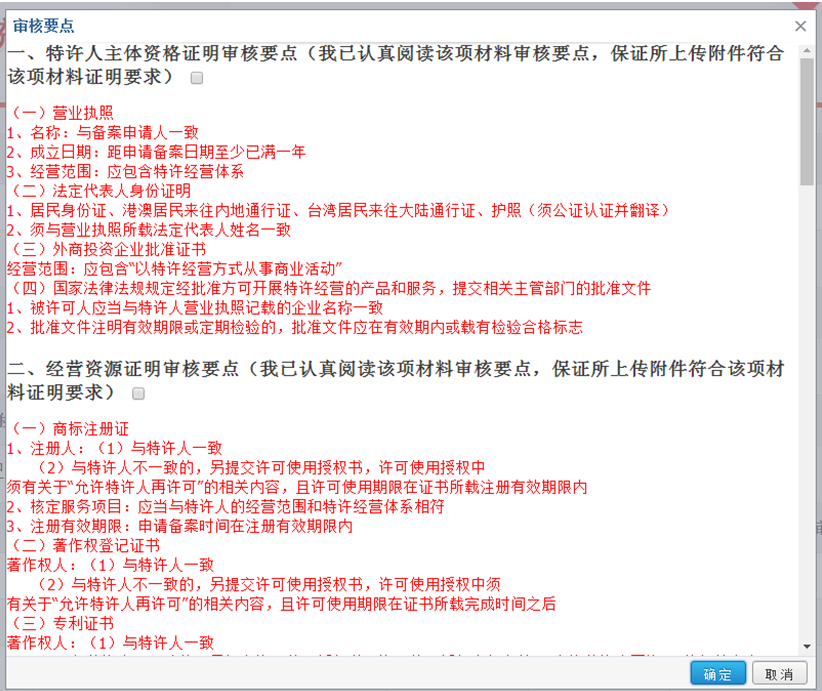 审核要点
一、特许人主体资格证明审核要点（我已认真阅读该项材料审核要点，保证所上传附件符合
该项材料证明要求）
（一）营业执照
1、名称：与备案申请人一致
2、成立日期：距申请备案日期至少已满一年
3、经营范围：应包含特许经营体系
（二）法定代表人身份证明
1、居民身份证、港澳居民来往内地通行证、台湾居民来往大陆通行证、护照（须公证认证并翻译）
2、须与营业执照所载法定代表人姓名一致
（三）外商投资企业批准证书
经营范围：应包含“以特许经营方式从事商业活动”
（四）国家法律法规规定经批准方可开展特许经营的产品和服务，提交相关主管部门的批准文件
1、被许可人应当与特许人营业执照记载的企业名称一致
2、批准文件注明有效期限或定期检验的，批准文件应在有效期内或载有检验合格标志
二、经营资源证明审核要点（我已认真阅读该项材料审核要点，保证所上传附件符合该项材
料证明要求）
（一）商标注册证
1、注册人：（1）与特许人一致
（2）与特许人不一致的，另提交许可使用授权书，许可使用授权中
须有关于“允许特许人再许可”的相关内容，且许可使用期限在证书所载注册有效期限内
2、核定服务项目：应当与特许人的经营范围和特许经营体系相符
3、注册有效期限：申请备案时间在注册有效期限内
（二）著作权登记证书
著作权人：（1）与特许人一致
（2）与特许人不一致的，另提交许可使用授权书，许可使用授权中须
有关于“允许特许人再许可”的相关内容，且许可使用期限在证书所载完成时间之后
（三）专利证书
著作权人：（1）与特许人一致
确定 取消